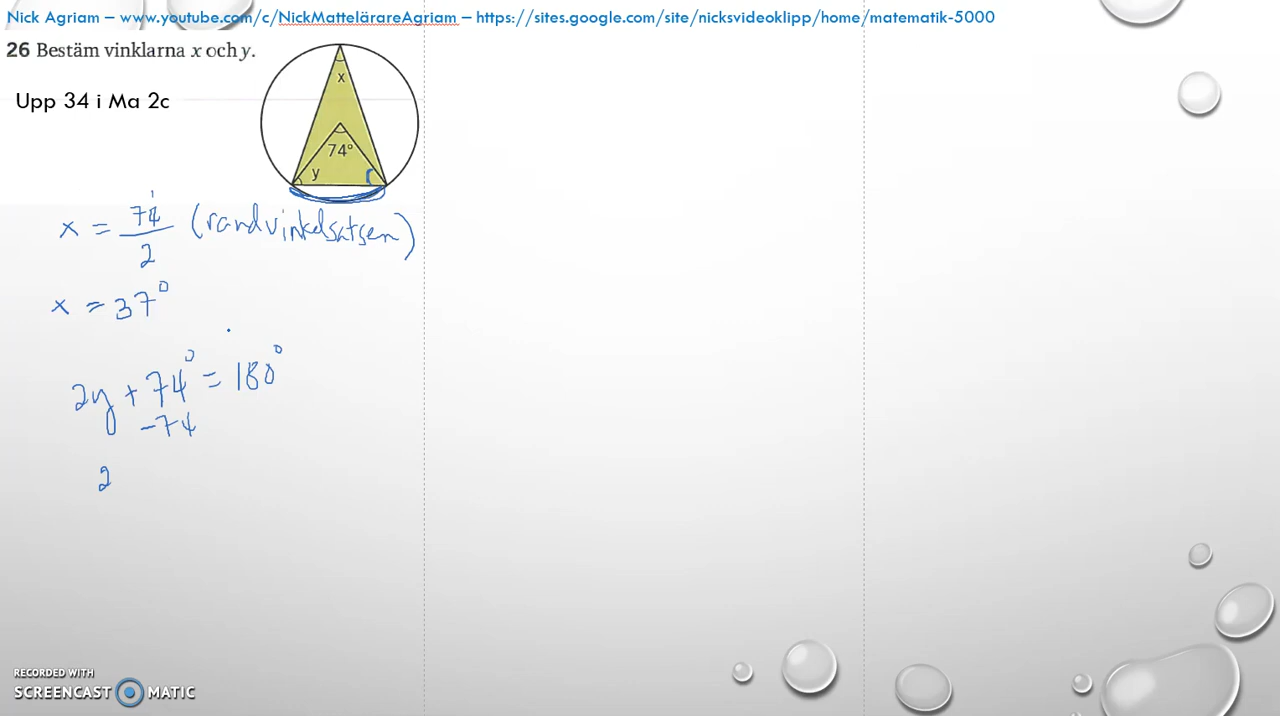 Nick Agriam – www.youtube.com/c/NickMattelärareAgriam – https://sites.google.com/site/nicksvideoklipp/home/matematik-5000
26 Bestäm vinklarna x och y.
Upp 34 i Ma 2c
x
74°
y
x = 74/2 (randvinkelsatsen)
x = 37°
2y + 74° = 180°
-74
2
RECORDED WITH
SCREENCAST MATIC